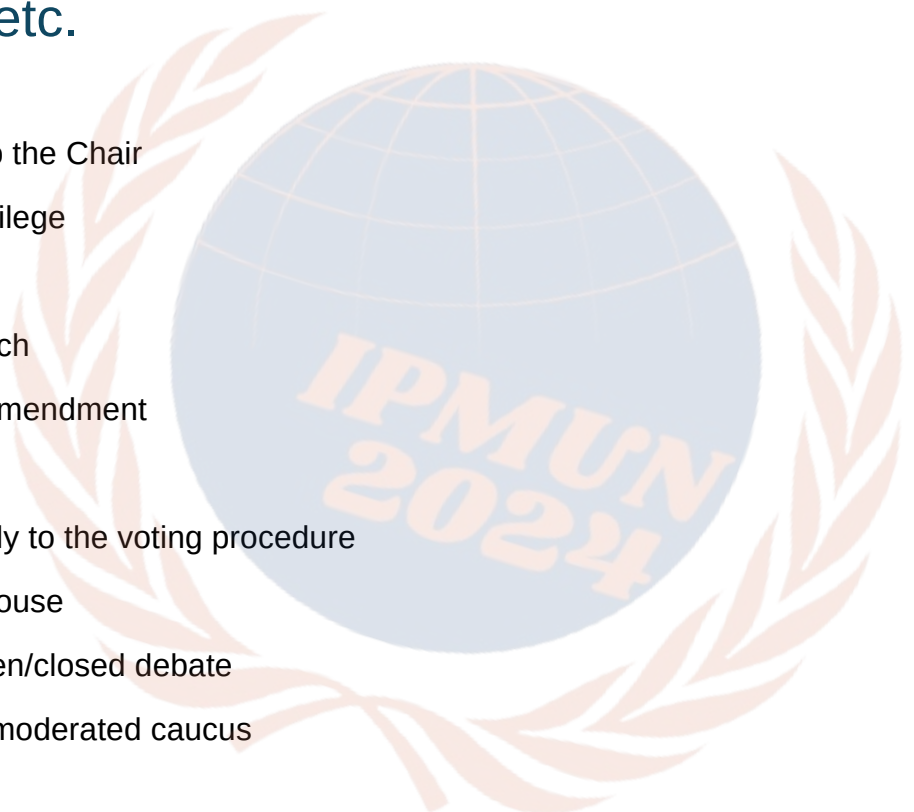 etc.
the Chair
ilege
ch
mendment
ly to the voting procedure
ouse
en/closed debate
moderated caucus
IPMUN
2024